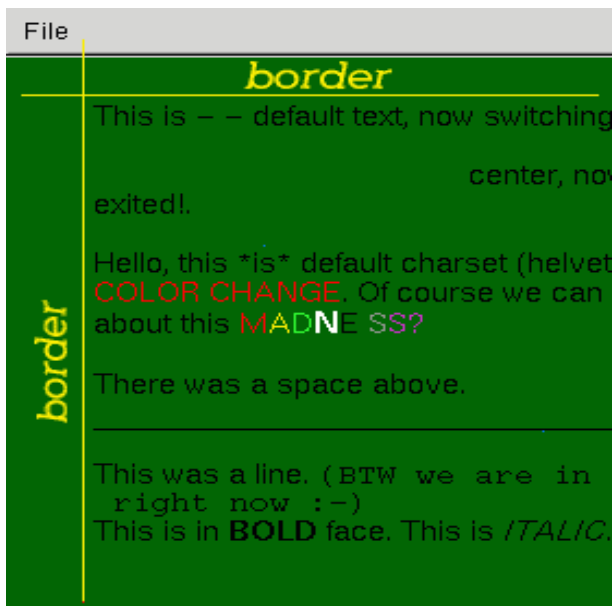 File
border
This is – – default text, now switching
center, nov
exited!.
Hello, this *is* default charset (helvet
COLOR CHANGE. Of course we can
about this MADNE SS?
border
There was a space above.
This was a line. (BTW we are in
right now :-)
This is in BOLD face. This is ITALIC.